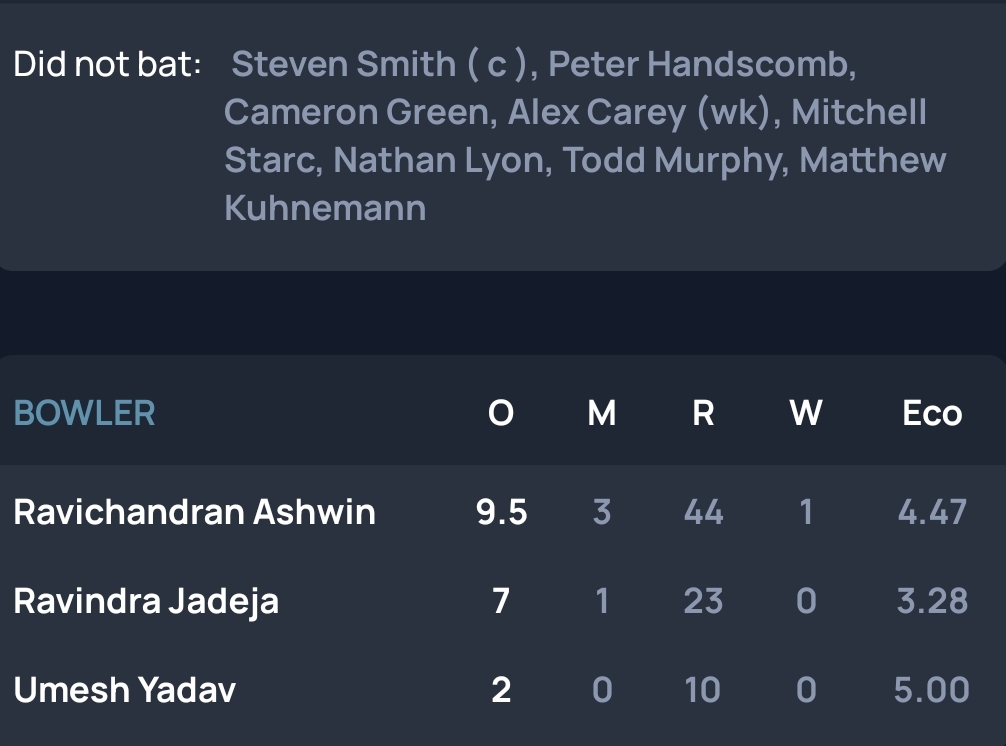 Did not bat: Steven Smith ( c ), Peter Handscomb,
Cameron Green, Alex Carey (wk), Mitchell
Starc, Nathan Lyon, Todd Murphy, Matthew
Kuhnemann
BOWLER O M R W Eco
Ravichandran Ashwin 9.5 3 44 1 4.47
Ravindra Jadeja 7 1 23 0 3.28
Umesh Yadav 2 0 10 0 5.00